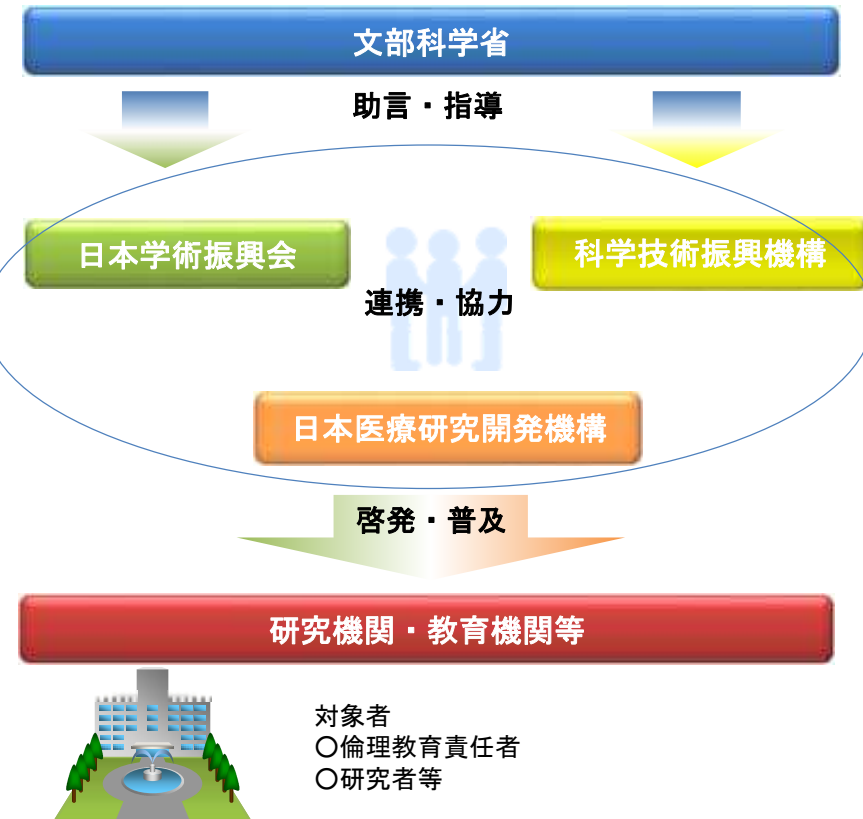 文部科学省
助言・指導
日本学術振興会
科学技術振興機構
連携・協力
日本医療研究開発機構
啓発・普及
研究機関・教育機関等
対象者
〇倫理教育責任者
〇研究者等